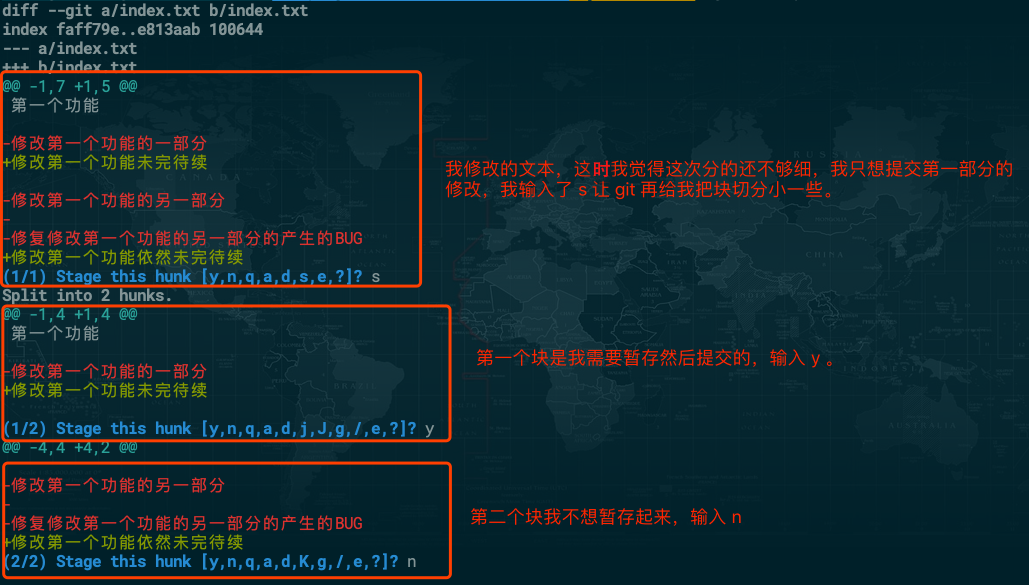 diff --git a/index.txt b/index.txt
index faff79e..e813aab 100644
--- a/index.txt
+++ b/index.txt
@@ -1,7 +1,5 @@
 第一个功能
-修改第一个功能的一部分
+修改第一个功能未完待续
我修改的文本，这时我觉得这次分的还不够细，我只想提交第一部分的
修改，我输入了 s 让 git 再给我把块切分小一些。
-修改第一个功能的另一部分
-
-修复修改第一个功能的另一部分的产生的BUG
+修改第一个功能依然未完待续
(1/1) Stage this hunk [y,n,q,a,d,s,e,?]? s
Split into 2 hunks.
@@ -1,4 +1,4 @@
 第一个功能
-修改第一个功能的一部分
+修改第一个功能未完待续
第一个块是我需要暂存然后提交的，输入 y 。
(1/2) Stage this hunk [y,n,q,a,d,j,J,g,/,e,?]? y
@@ -4,4 +4,2 @@
-修改第一个功能的另一部分
-
-修复修改第一个功能的另一部分的产生的BUG
+修改第一个功能依然未完待续
第二个块我不想暂存起来，输入 n
(2/2) Stage this hunk [y,n,q,a,d,K,g,/,e,?]? n